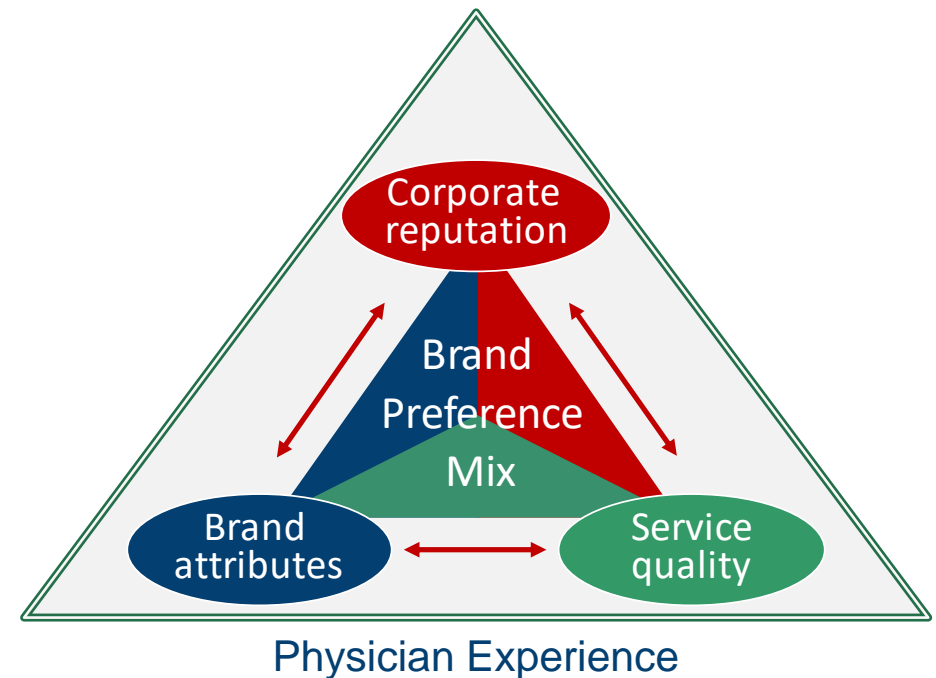 Corporate
reputation
Brand
Preference
Mix
Brand
attributes
Service
quality
Physician Experience